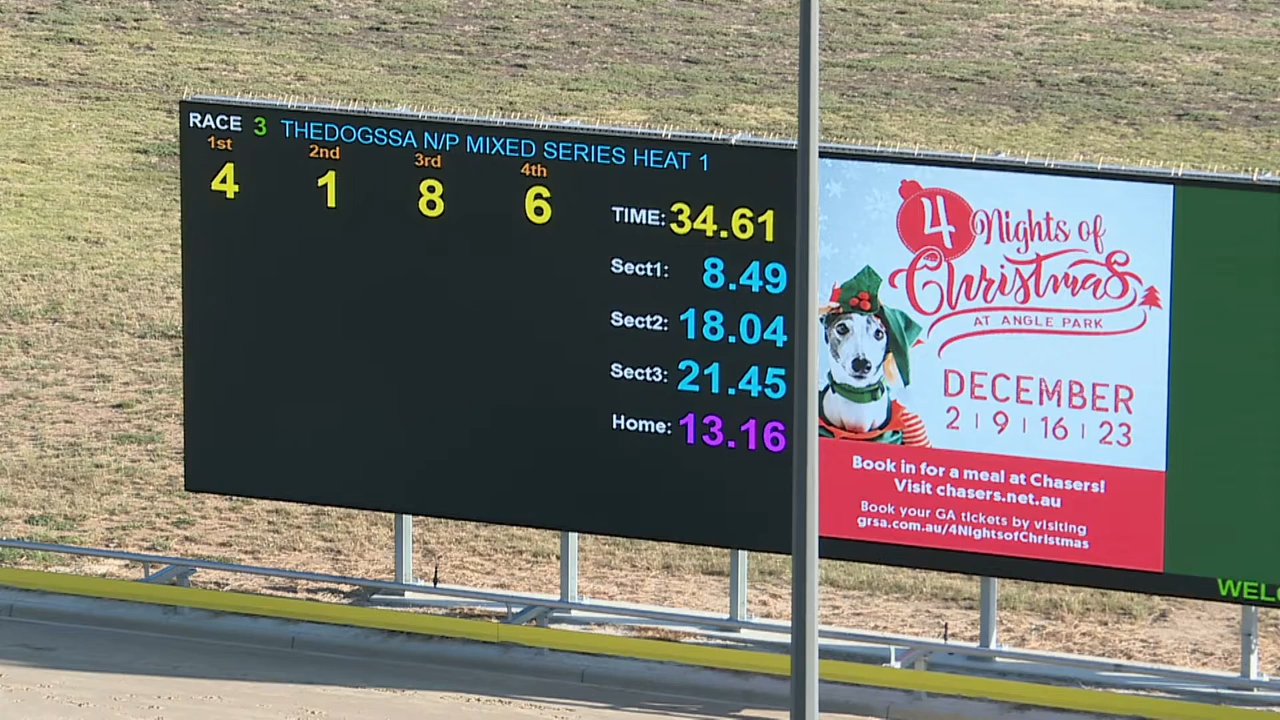 RACE 3 THEDOGSSA N/P MIXED SERIES HEAT 1
1st 2nd 3rd 4th
4 1 8 6
TIME: 34.61
Sect1: 8.49
Sect2: 18.04
Sect3: 21.45
Home: 13.16
4 Nights of
Christmas
AT ANGLE PARK
DECEMBER
2 | 9 | 16 | 23
Book in for a meal at Chasers!
Visit chasers.net.au
Book your GA tickets by visiting
grsa.com.au/4NightsofChristmas